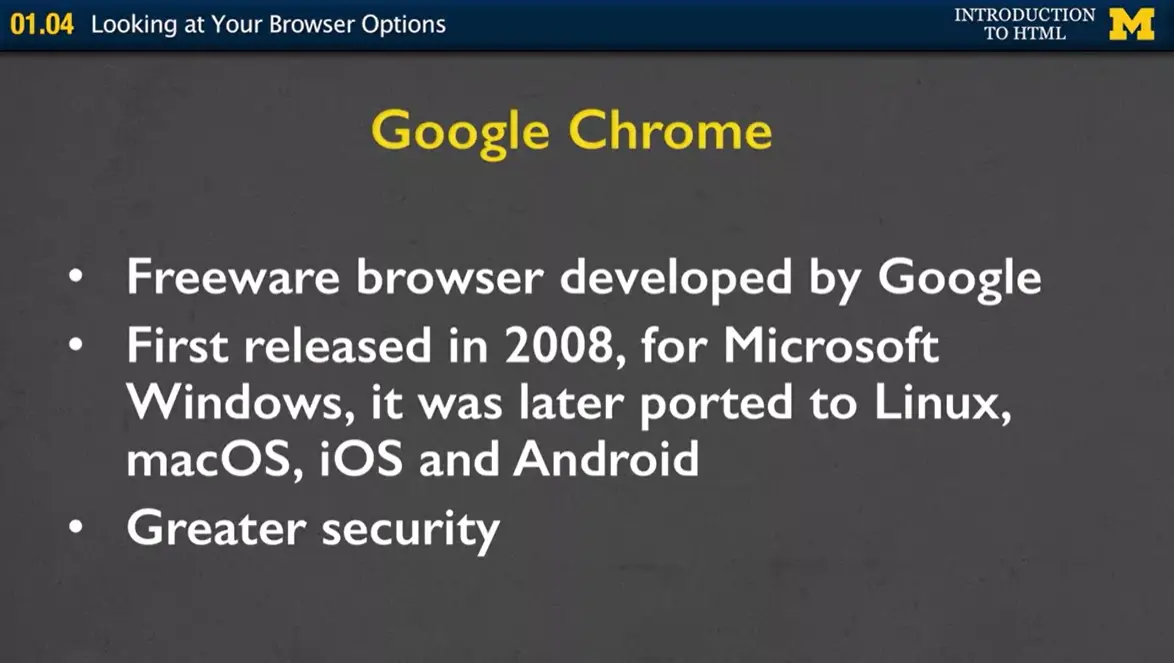 01.04 Looking at Your Browser Options
INTRODUCTION
TO HTML
M
Google Chrome
• Freeware browser developed by Google
• First released in 2008, for Microsoft
Windows, it was later ported to Linux,
macOS, iOS and Android
• Greater security